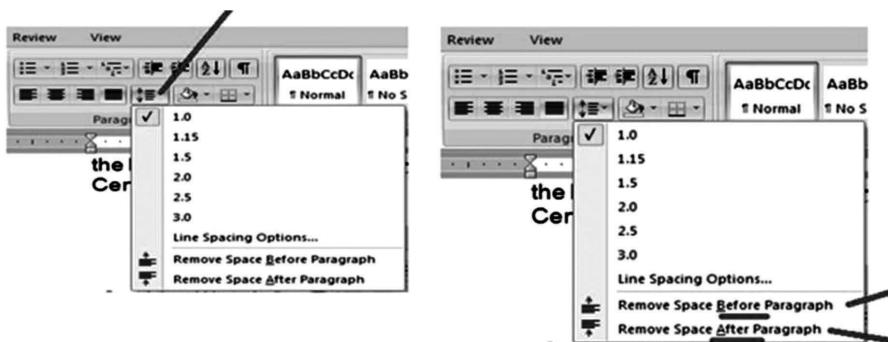 Review View
AaBbCcDc AaBb
¶ Normal ¶ No S
Paragr
1.0
1.15
1.5
2.0
2.5
3.0
Line Spacing Options...
Remove Space Before Paragraph
Remove Space After Paragraph
the
Cer
Review View
AaBbCcDc AaBb
¶ Normal ¶ No S
Paragr
1.0
1.15
1.5
2.0
2.5
3.0
Line Spacing Options...
Remove Space Before Paragraph
Remove Space After Paragraph
the
Cer